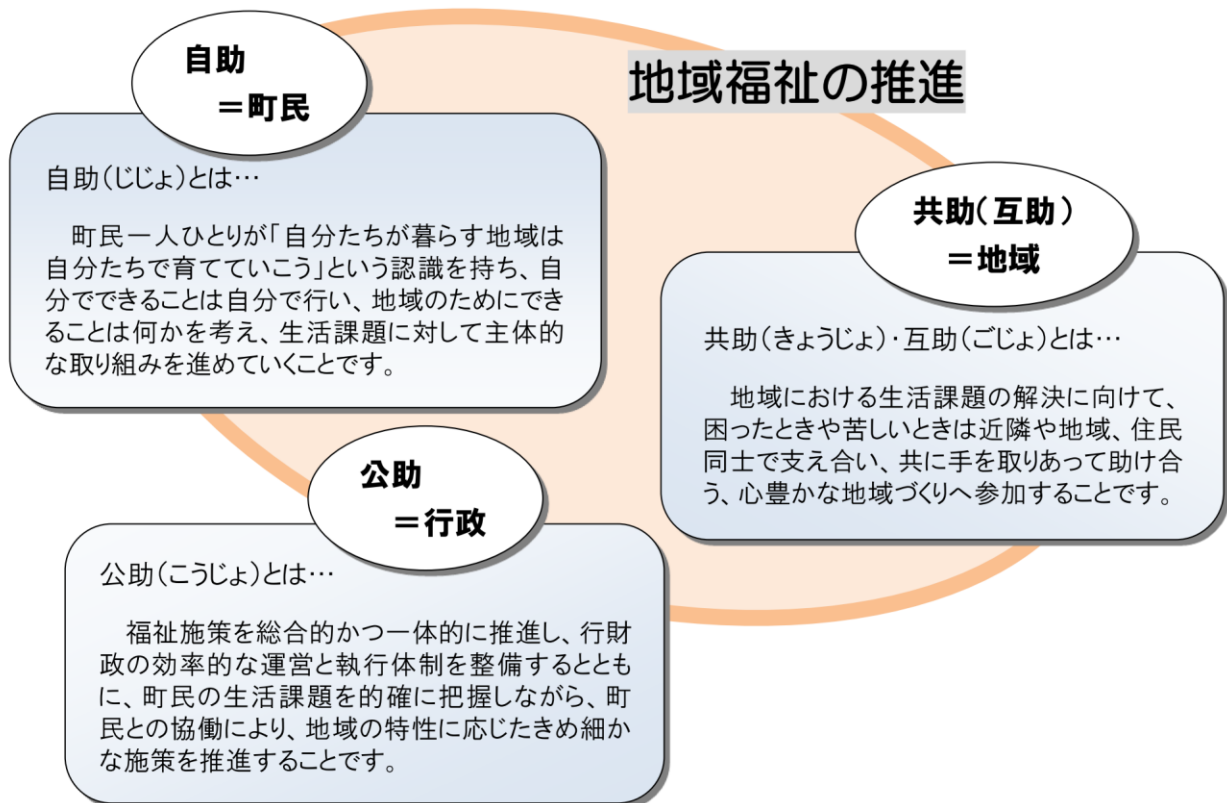 地域福祉の推進
自助
＝町民
自助（じじょ）とは…
町民一人ひとりが「自分たちが暮らす地域は
自分たちで育てていこう」という認識を持ち、自
分でできることは自分で行い、地域のためにでき
ることは何かを考え、生活課題に対して主体的
な取り組みを進めていくことです。
共助（互助）
＝地域
共助（きょうじょ）・互助（ごじょ）とは…
地域における生活課題の解決に向けて、
困ったときや苦しいときは近隣や地域、住民
同士で支え合い、共に手を取りあって助け合
う、心豊かな地域づくりへ参加することです。
公助
＝行政
公助（こうじょ）とは…
福祉施策を総合的かつ一体的に推進し、行財
政の効率的な運営と執行体制を整備するととも
に、町民の生活課題を的確に把握しながら、町
民との協働により、地域の特性に応じたきめ細か
な施策を推進することです。